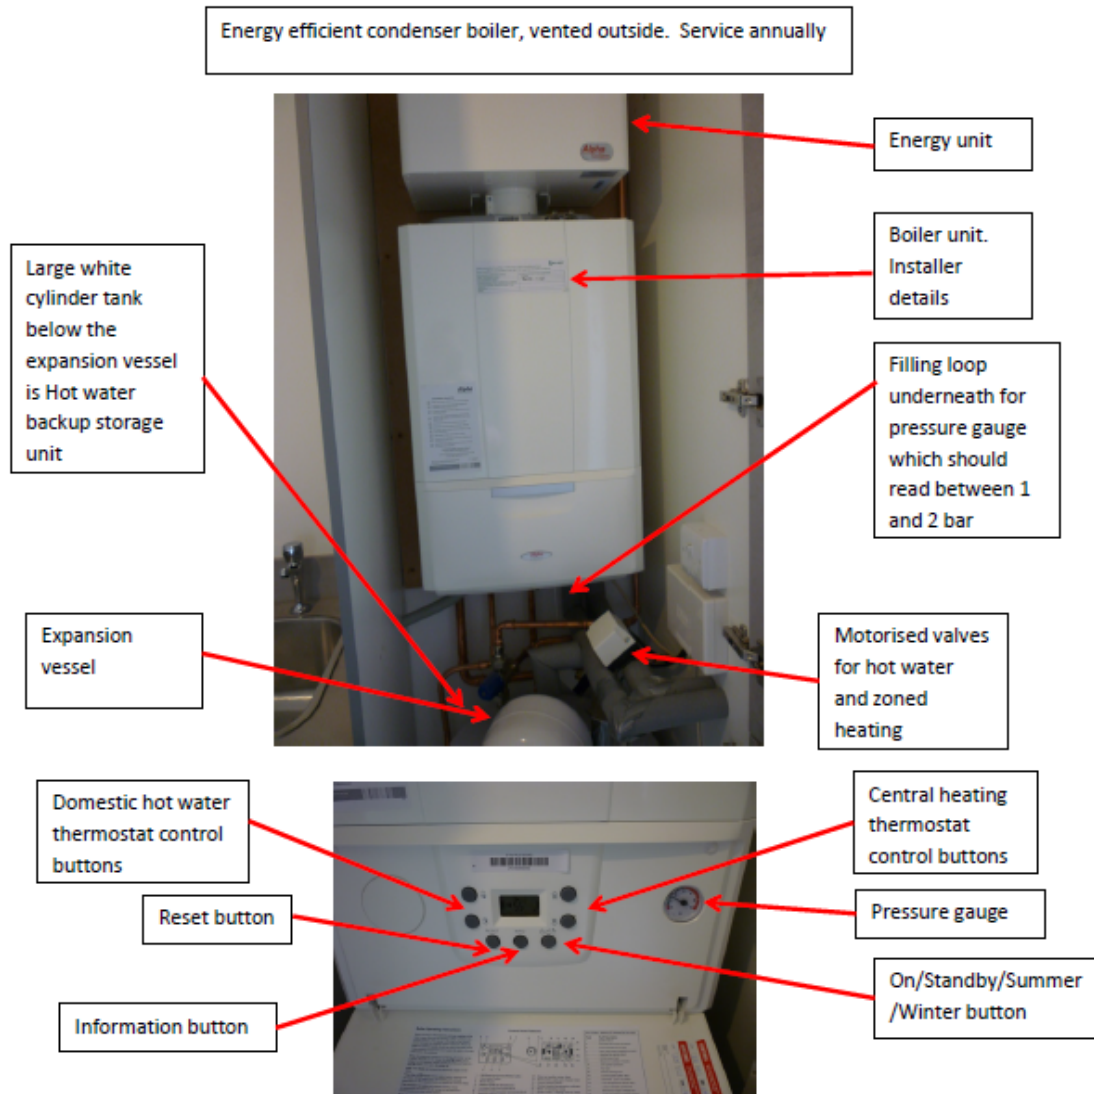 Energy efficient condenser boiler, vented outside.  Service annually
Energy unit
Alpha
Boiler unit.
Installer
details
Large white
cylinder tank
below the
expansion vessel
is Hot water
backup storage
unit
Filling loop
underneath for
pressure gauge
which should
read between 1
and 2 bar
Expansion
vessel
Motorised valves
for hot water
and zoned
heating
Domestic hot water
thermostat control
buttons
Central heating
thermostat
control buttons
Reset button
Pressure gauge
Information button
On/Standby/Summer
/Winter button